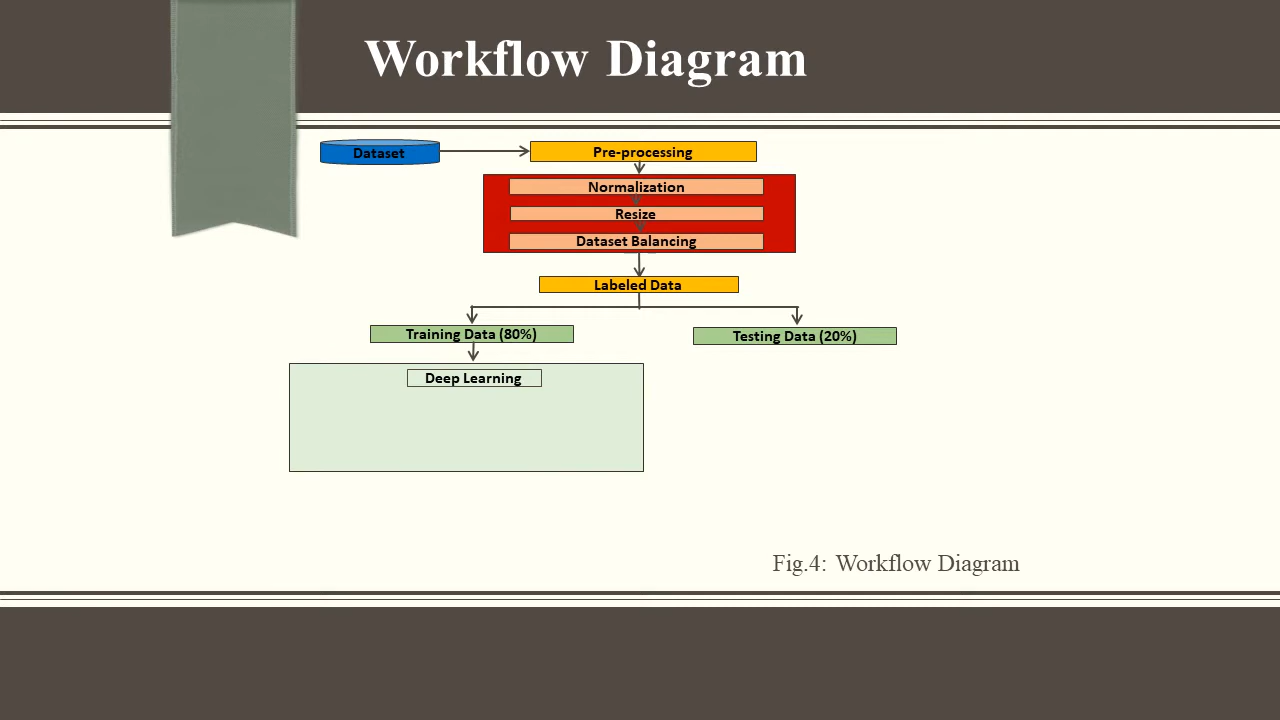 Workflow Diagram
Dataset
Pre-processing
Normalization
Resize
Dataset Balancing
Labeled Data
Training Data (80%)
Testing Data (20%)
Deep Learning
Fig.4: Workflow Diagram